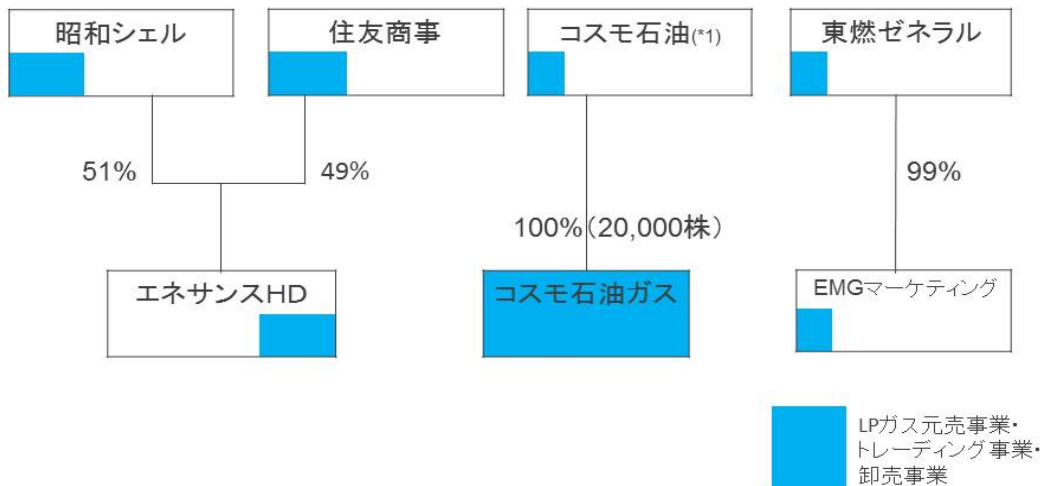 昭和シェル
住友商事
コスモ石油(*1)
東燃ゼネラル
51%
49%
99%
100%(20,000株)
エネサンスHD
コスモ石油ガス
EMGマーケティング
LPガス元売事業・
トレーディング事業・
卸売事業